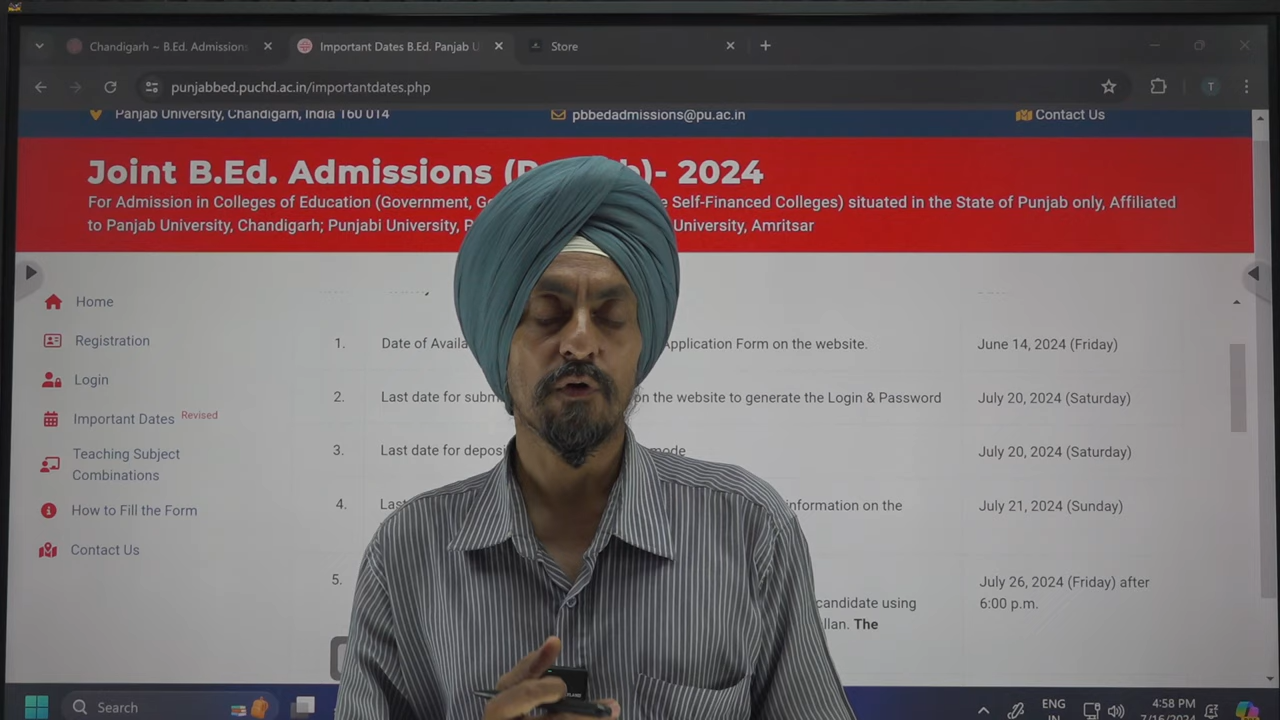 Chandigarh ~ B.Ed. Admissions
Important Dates B.Ed. Panjab U
Store
punjabbed.puchd.ac.in/importantdates.php
T
Panjab University, Chandigarh, India 160 014
pbbedadmissions@pu.ac.in
Contact Us
Joint B.Ed. Admissions (P b)- 2024
For Admission in Colleges of Education (Government, Go e Self-Financed Colleges) situated in the State of Punjab only, Affiliated
to Panjab University, Chandigarh; Punjabi University, P University, Amritsar
Home
Registration
Login
Important Dates Revised
Teaching Subject
Combinations
How to Fill the Form
Contact Us
1. Date of Availa Application Form on the website. June 14, 2024 (Friday)
2. Last date for subm on the website to generate the Login & Password July 20, 2024 (Saturday)
3. Last date for depos mode July 20, 2024 (Saturday)
4. Las information on the July 21, 2024 (Sunday)
5. July 26, 2024 (Friday) after
6:00 p.m.
candidate using
llan. The
Search
ENG
IN
4:58 PM
7/16/2024